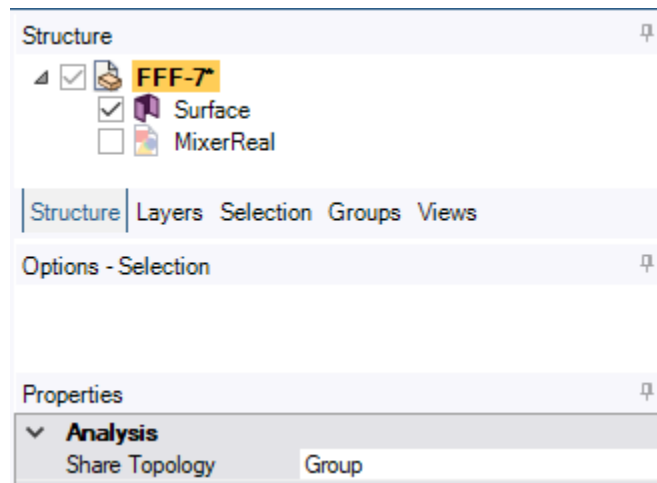 Structure
FFF-7*
Surface
MixerReal
Structure Layers Selection Groups Views
Options - Selection
Properties
Analysis
Share Topology Group